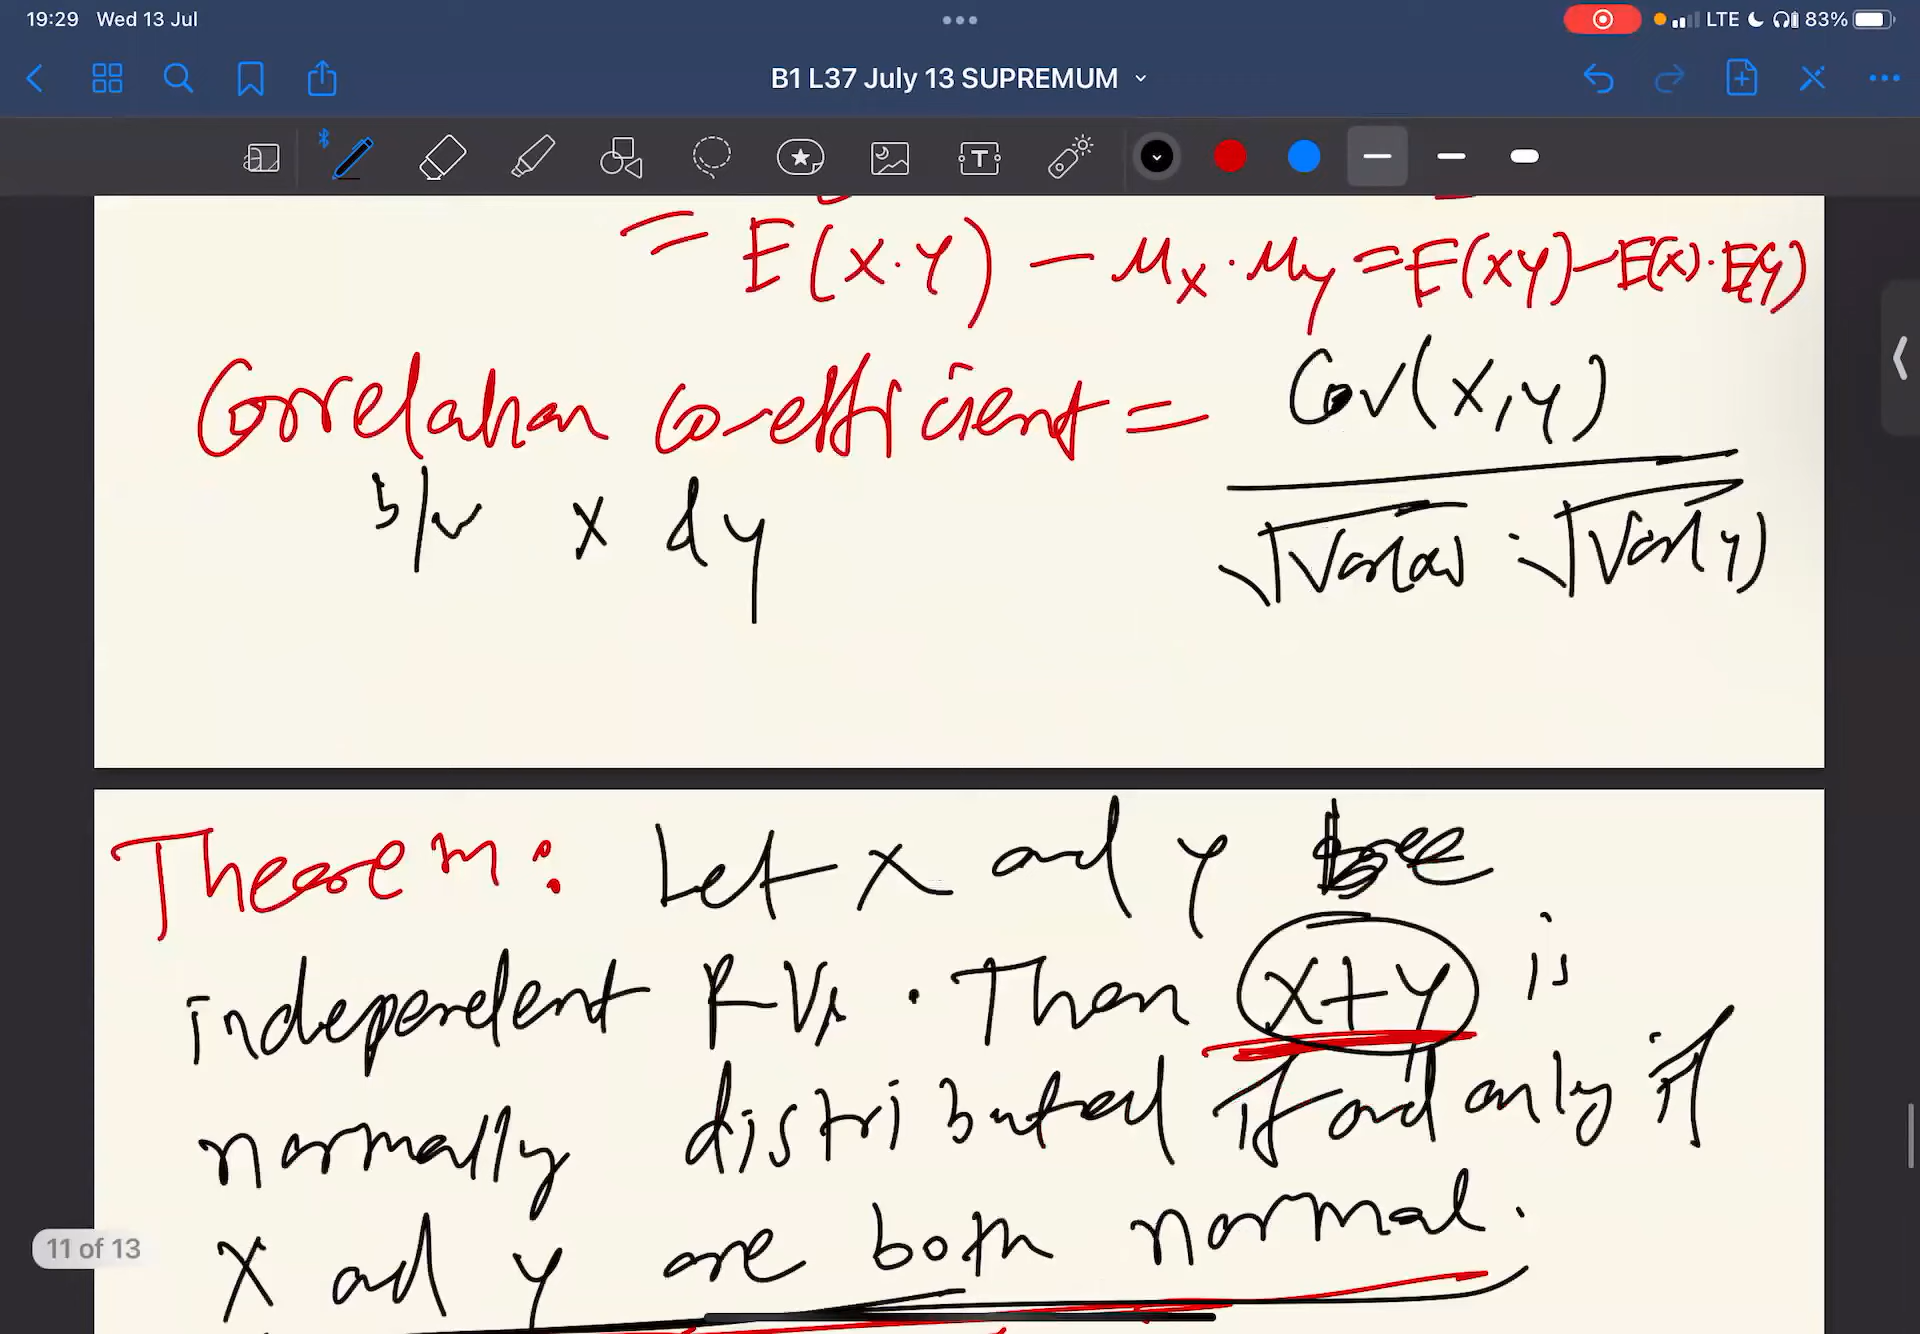 19:29 Wed 13 Jul
LTE 83%
B1 L37 July 13 SUPREMUM
= E(X·Y) - μx·μy = E(XY) - E(X)·E(Y)
Correlation co-efficient = Cov(X,Y)
b/w X & Y
√Var(X) · √Var(Y)
Theorem: Let X and Y be
independent RVs. Then X+Y is
normally distributed if and only if
X and Y are both normal.
11 of 13